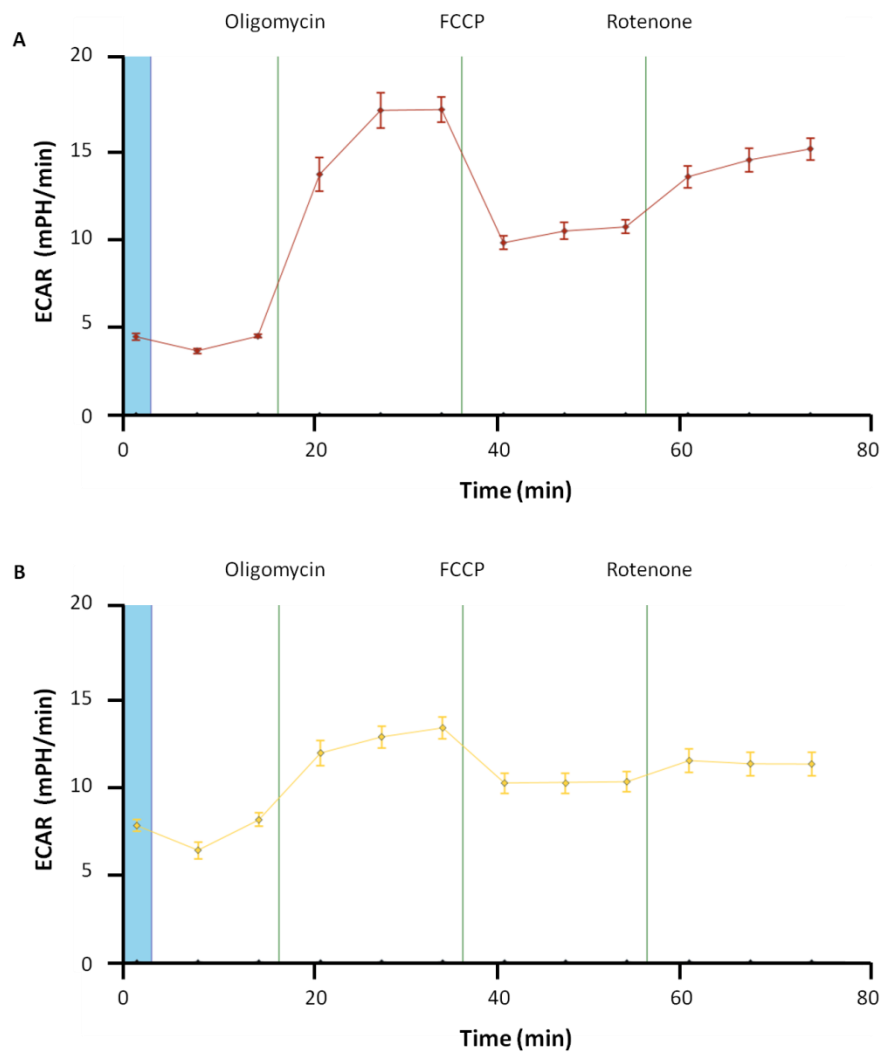 A
Oligomycin FCCP Rotenone
20
15
10
5
0
ECAR (mPH/min)
0 20 40 60 80
Time (min)
B
Oligomycin FCCP Rotenone
20
15
10
5
0
ECAR (mPH/min)
0 20 40 60 80
Time (min)